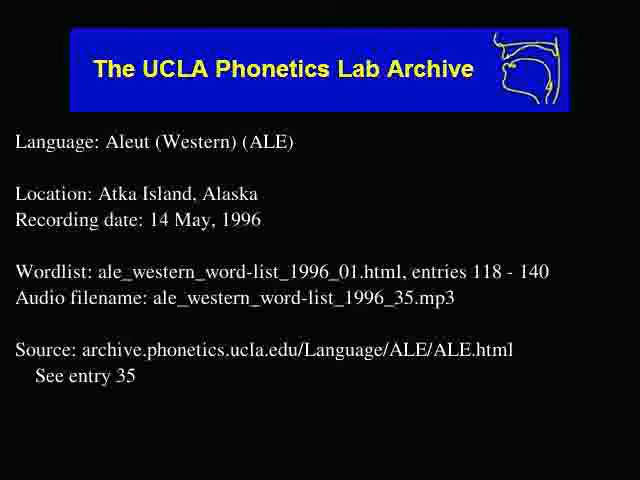 The UCLA Phonetics Lab Archive
Language: Aleut (Western) (ALE)
Location: Atka Island, Alaska
Recording date: 14 May, 1996
Wordlist: ale_western_word-list_1996_01.html, entries 118 - 140
Audio filename: ale_western_word-list_1996_35.mp3
Source: archive.phonetics.ucla.edu/Language/ALE/ALE.html
See entry 35